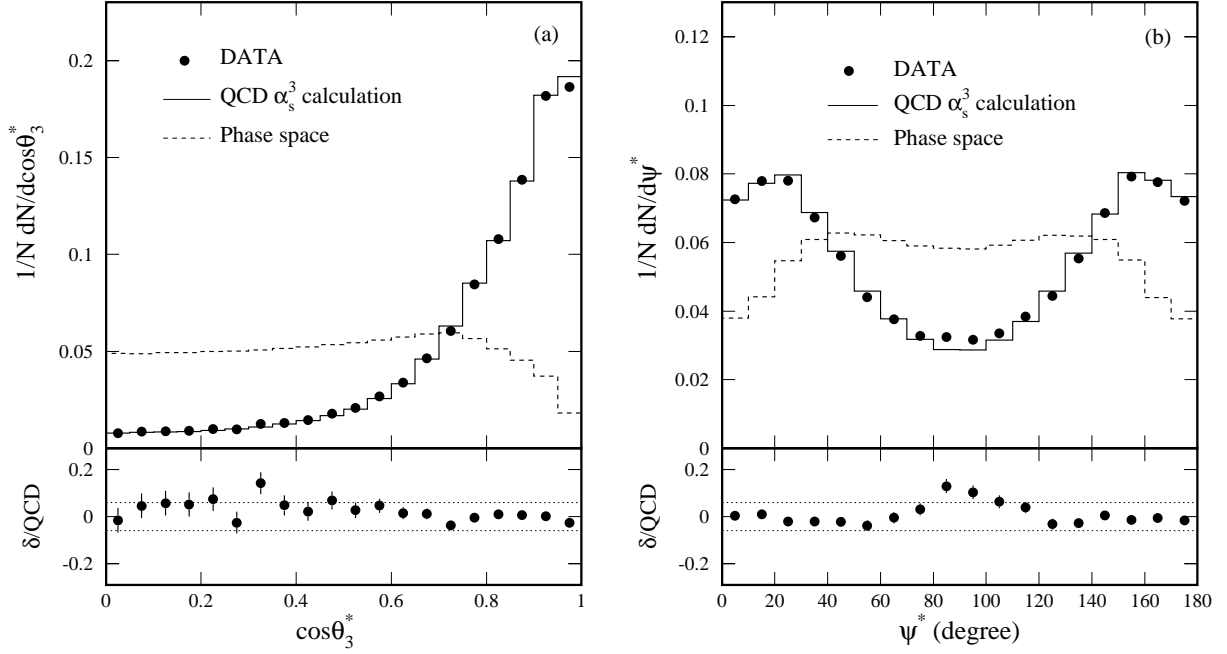 (a)
DATA
QCD α_s^3 calculation
Phase space
1/N dN/dcosθ_3^*
0.2
0.15
0.1
0.05
0
δ/QCD
0.2
0
-0.2
0 0.2 0.4 0.6 0.8 1
cosθ_3^*
(b)
DATA
QCD α_s^3 calculation
Phase space
1/N dN/dψ^*
0.12
0.1
0.08
0.06
0.04
0.02
0
δ/QCD
0.2
0
-0.2
0 20 40 60 80 100 120 140 160 180
ψ^* (degree)